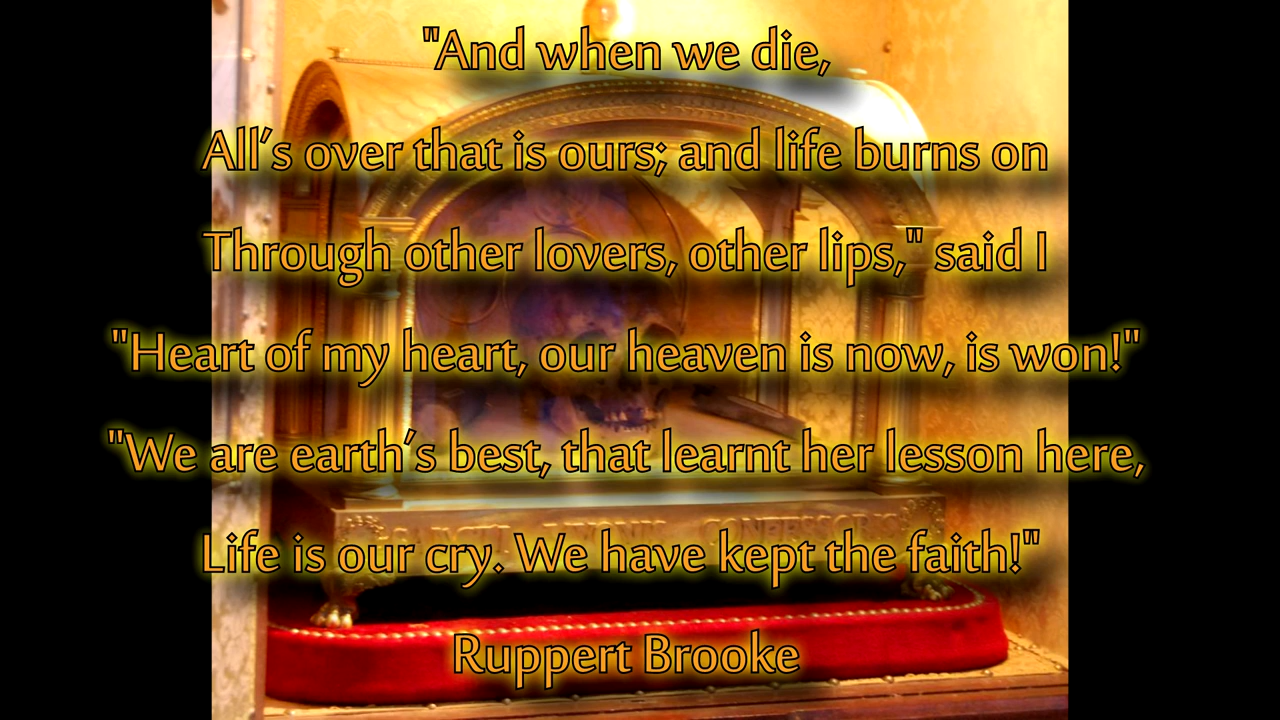 "And when we die,
All's over that is ours; and life burns on
Through other lovers, other lips," said I
"Heart of my heart, our heaven is now, is won!"
"We are earth's best, that learnt her lesson here,
Life is our cry. We have kept the faith!"
Ruppert Brooke
CONFESSORIS